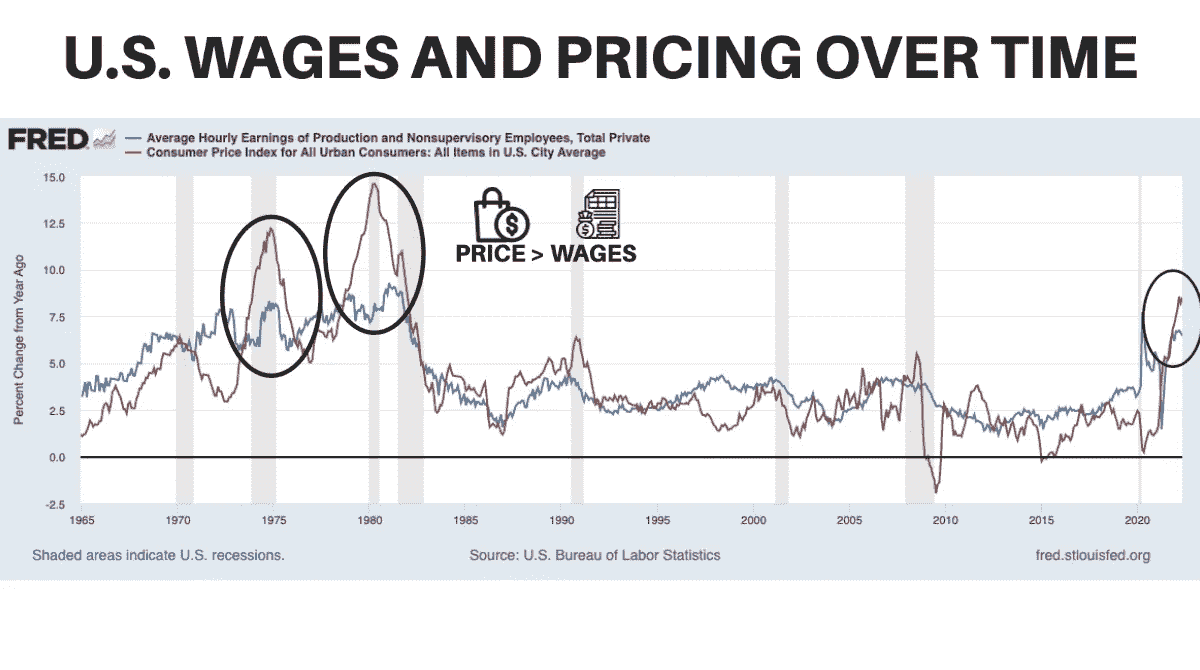 U.S. WAGES AND PRICING OVER TIME
FRED
Average Hourly Earnings of Production and Nonsupervisory Employees, Total Private
Consumer Price Index for All Urban Consumers: All Items in U.S. City Average
Percent Change from Year Ago
15.0
12.5
10.0
7.5
5.0
2.5
0.0
-2.5
$
$
PRICE > WAGES
1965 1970 1975 1980 1985 1990 1995 2000 2005 2010 2015 2020
Shaded areas indicate U.S. recessions. Source: U.S. Bureau of Labor Statistics fred.stlouisfed.org